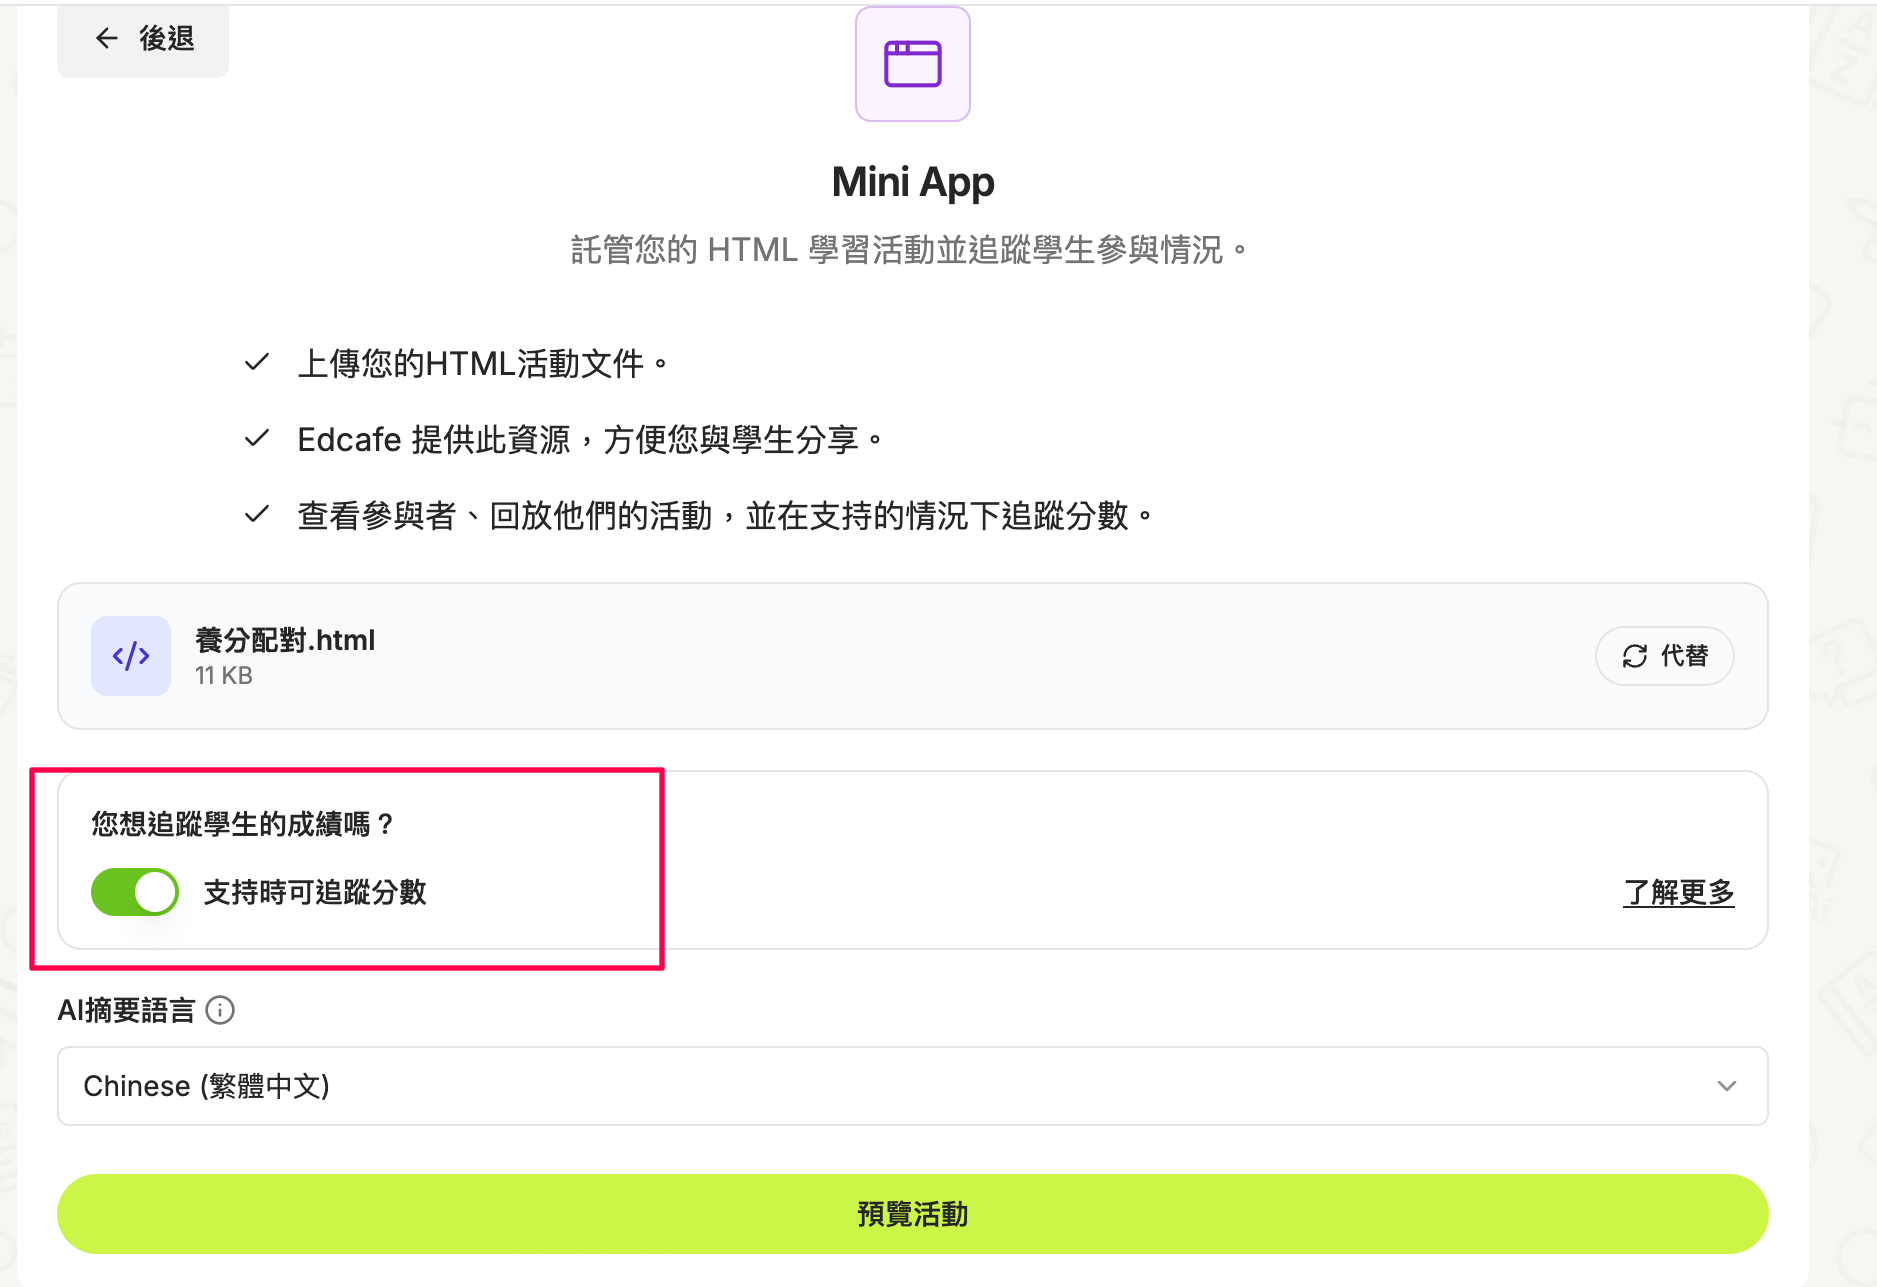 後退
Mini App
託管您的 HTML 學習活動並追蹤學生參與情況。
上傳您的HTML活動文件。
Edcafe 提供此資源，方便您與學生分享。
查看參與者、回放他們的活動，並在支持的情況下追蹤分數。
</>
養分配對.html
11 KB
代替
您想追蹤學生的成績嗎？
支持時可追蹤分數
了解更多
AI摘要語言
Chinese (繁體中文)
預覽活動